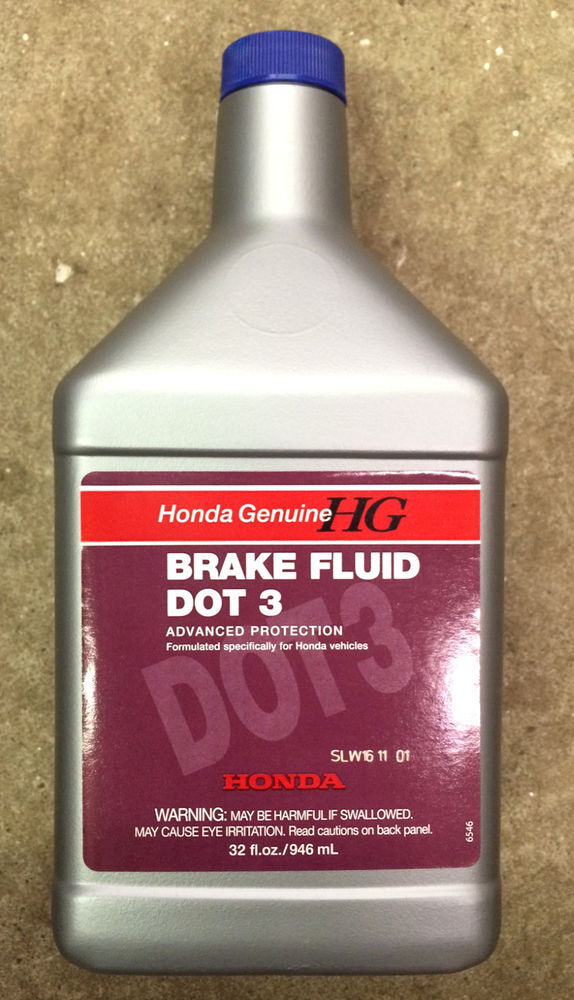 Honda Genuine HG
BRAKE FLUID
DOT 3
ADVANCED PROTECTION
Formulated specifically for Honda vehicles
DOT3
SLW16 11 01
HONDA
WARNING: MAY BE HARMFUL IF SWALLOWED.
MAY CAUSE EYE IRRITATION. Read cautions on back panel.
32 fl.oz./946 mL
6546